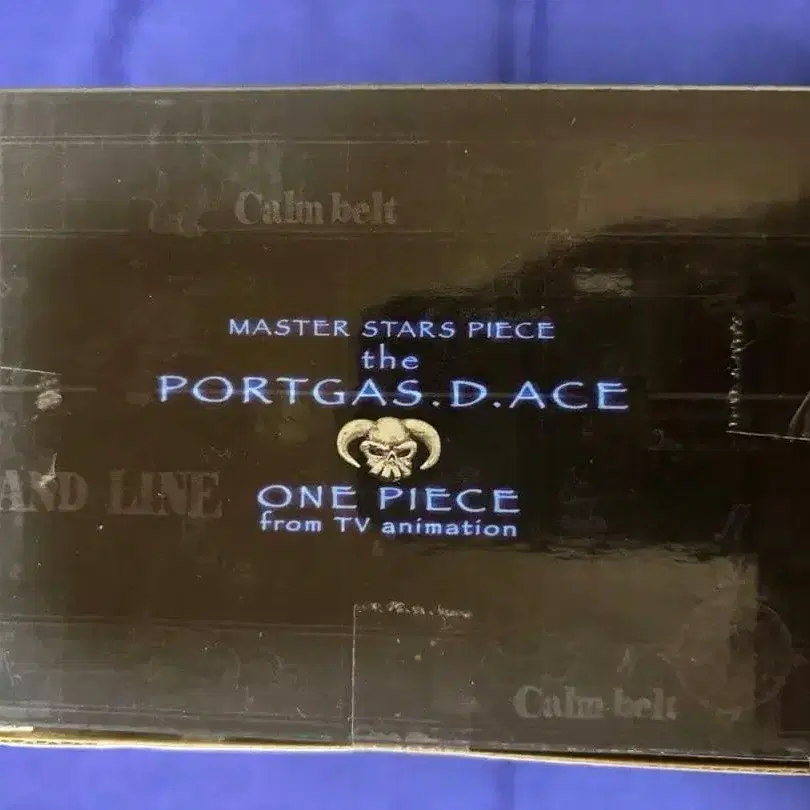 Calm belt
MASTER STARS PIECE
the
PORTGAS.D.ACE
AND LINE
ONE PIECE
from TV animation
Calm belt